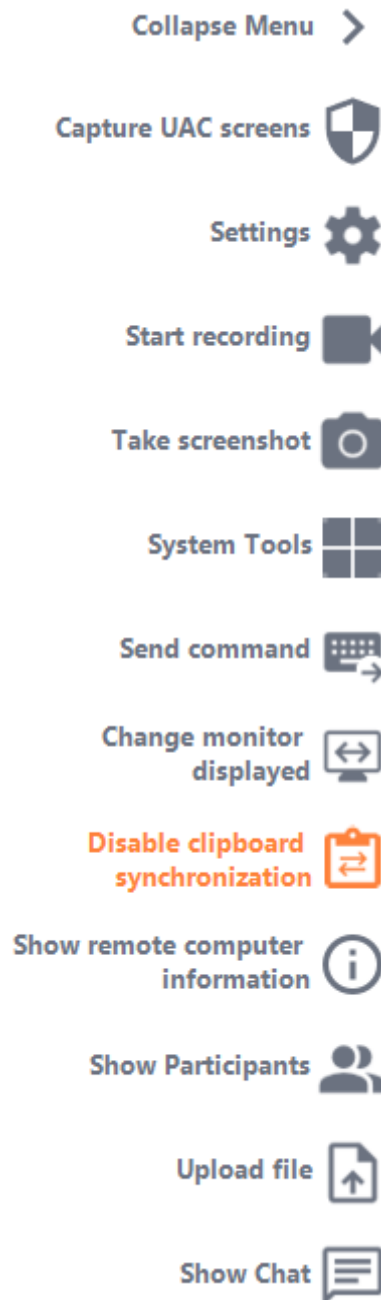 Collapse Menu
Capture UAC screens
Settings
Start recording
Take screenshot
System Tools
Send command
Change monitor
displayed
Disable clipboard
synchronization
Show remote computer
information
Show Participants
Upload file
Show Chat